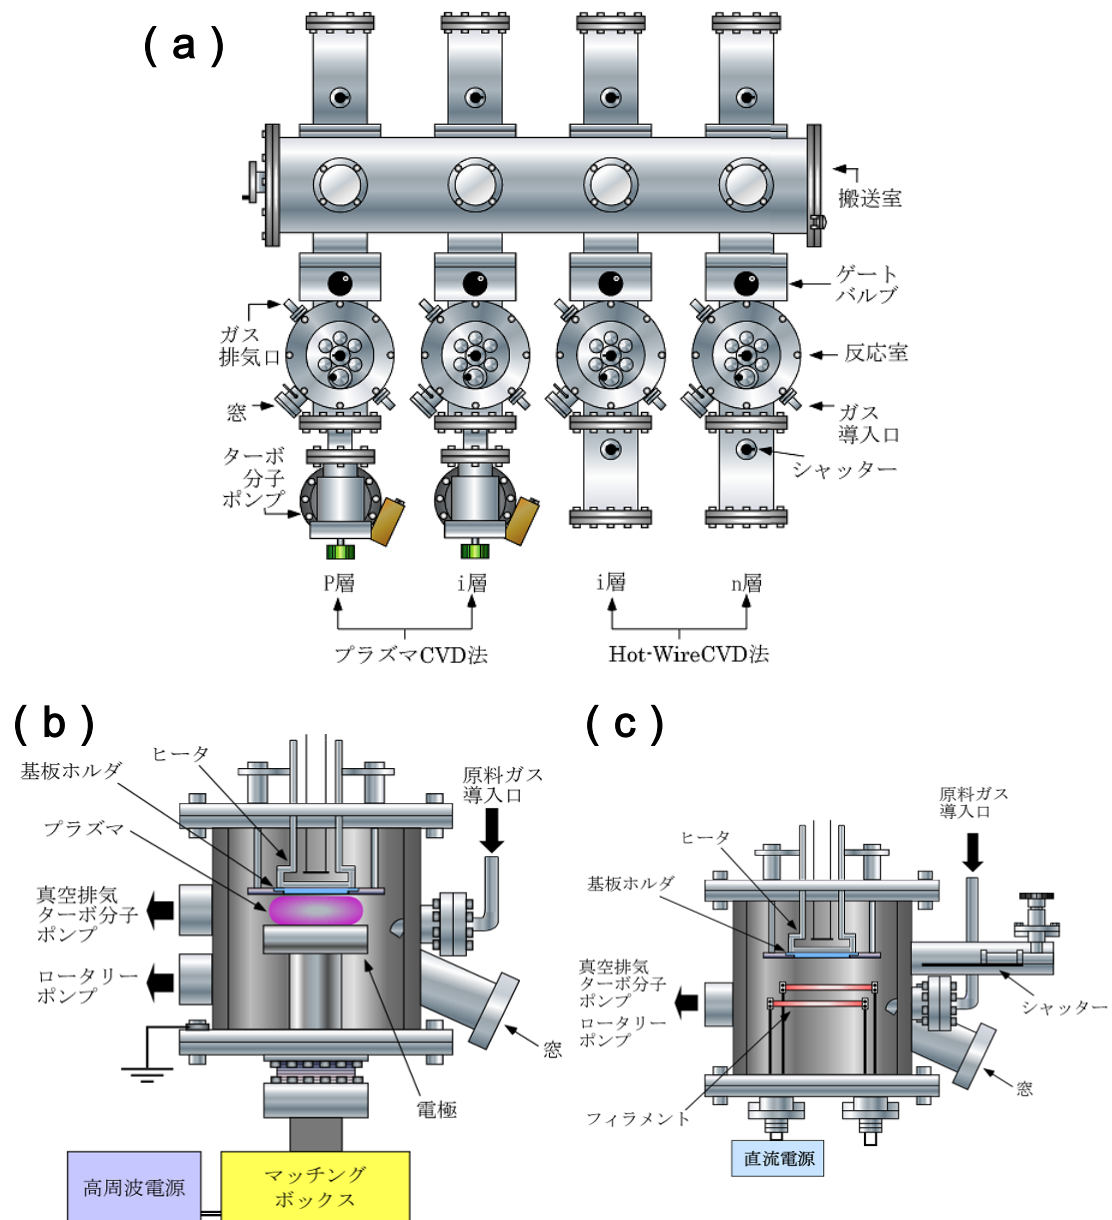 (a)
搬送室
ゲート
バルブ
ガス
排気口
反応室
窓
ガス
導入口
ターボ
分子
ポンプ
シャッター
P層
i層
i層
n層
プラズマCVD法
Hot-WireCVD法
(b)
ヒータ
基板ホルダ
プラズマ
原料ガス
導入口
真空排気
ターボ分子
ポンプ
ロータリー
ポンプ
窓
電極
高周波電源
マッチング
ボックス
(c)
原料ガス
導入口
ヒータ
基板ホルダ
真空排気
ターボ分子
ポンプ
ロータリー
ポンプ
シャッター
窓
フィラメント
直流電源